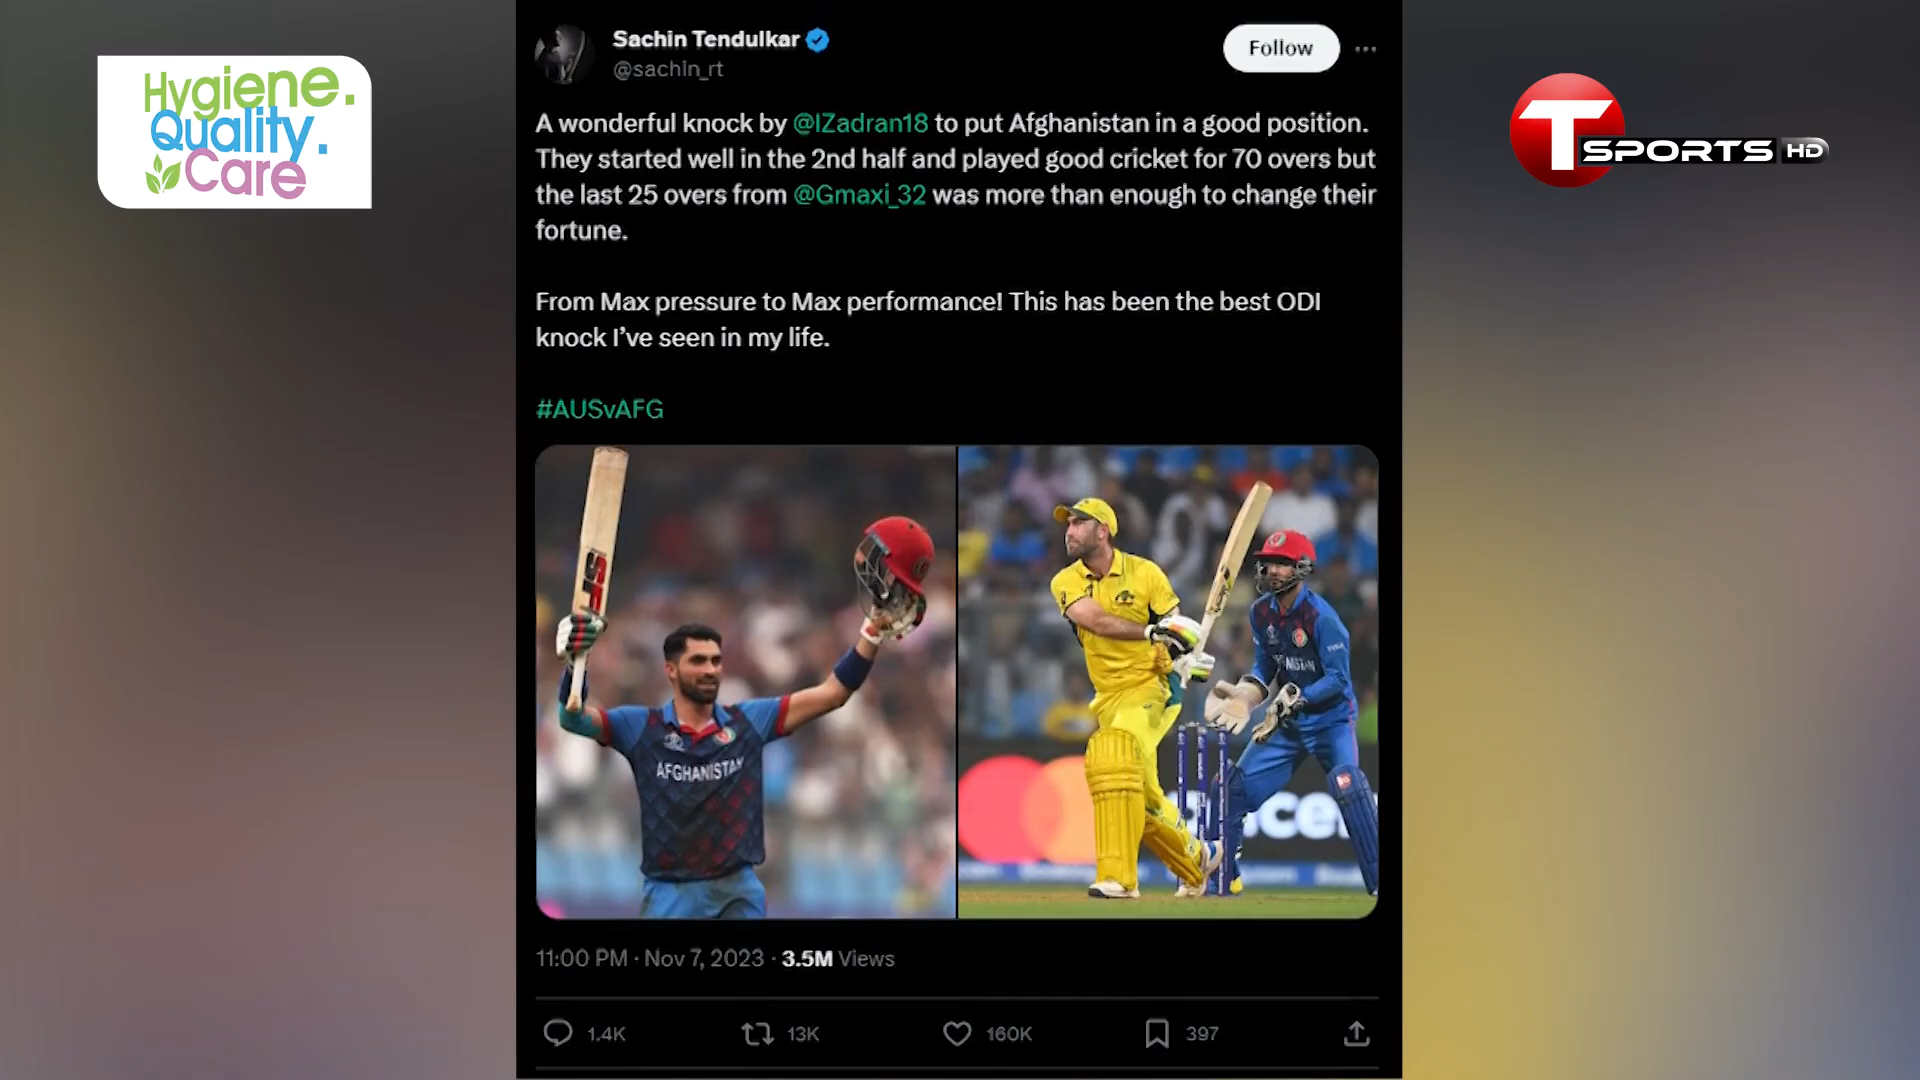 Hygiene.
Quality.
Care
Sachin Tendulkar
@sachin_rt
Follow
T SPORTS HD
A wonderful knock by @IZadran18 to put Afghanistan in a good position.
They started well in the 2nd half and played good cricket for 70 overs but
the last 25 overs from @Gmaxi_32 was more than enough to change their
fortune.
From Max pressure to Max performance! This has been the best ODI
knock I’ve seen in my life.
#AUSvAFG
SF
AFGHANISTAN
11:00 PM · Nov 7, 2023 · 3.5M Views
1.4K
13K
160K
397